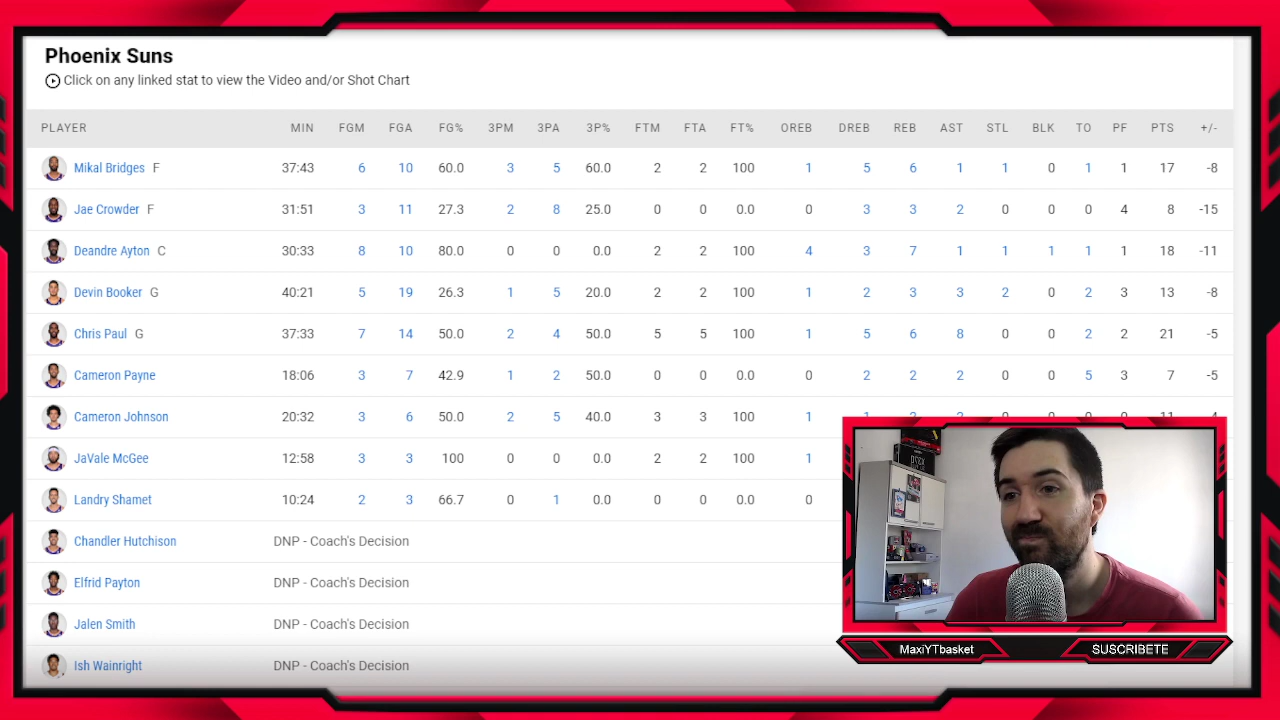 Phoenix Suns
Click on any linked stat to view the Video and/or Shot Chart
PLAYER MIN FGM FGA FG% 3PM 3PA 3P% FTM FTA FT% OREB DREB REB AST STL BLK TO PF PTS +/-
Mikal Bridges F 37:43 6 10 60.0 3 5 60.0 2 2 100 1 5 6 1 1 0 1 1 17 -8
Jae Crowder F 31:51 3 11 27.3 2 8 25.0 0 0 0.0 0 3 3 2 0 0 0 4 8 -15
Deandre Ayton C 30:33 8 10 80.0 0 0 0.0 2 2 100 4 3 7 1 1 1 1 1 18 -11
Devin Booker G 40:21 5 19 26.3 1 5 20.0 2 2 100 1 2 3 3 2 0 2 3 13 -8
Chris Paul G 37:33 7 14 50.0 2 4 50.0 5 5 100 1 5 6 8 0 0 2 2 21 -5
Cameron Payne 18:06 3 7 42.9 1 2 50.0 0 0 0.0 0 2 2 2 0 0 5 3 7 -5
Cameron Johnson 20:32 3 6 50.0 2 5 40.0 3 3 100 1
JaVale McGee 12:58 3 3 100 0 0 0.0 2 2 100 1
Landry Shamet 10:24 2 3 66.7 0 1 0.0 0 0 0.0 0
Chandler Hutchison DNP - Coach's Decision
Elfrid Payton DNP - Coach's Decision
Jalen Smith DNP - Coach's Decision
Ish Wainright DNP - Coach's Decision
MaxiYTbasket SUSCRIBETE